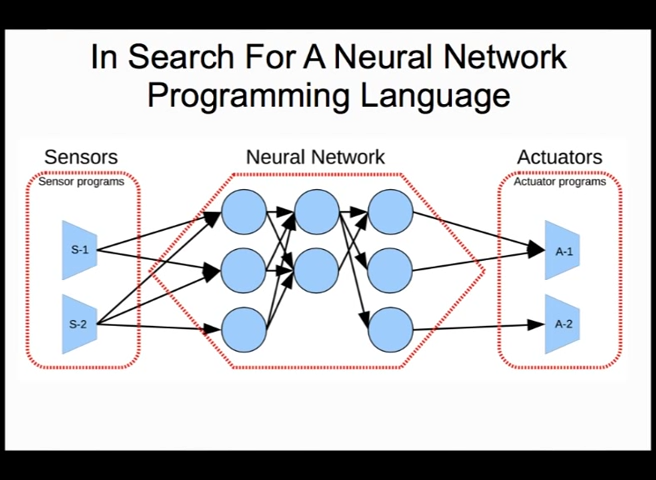 In Search For A Neural Network
Programming Language
Sensors
Neural Network
Actuators
Sensor programs
Actuator programs
S-1
A-1
S-2
A-2